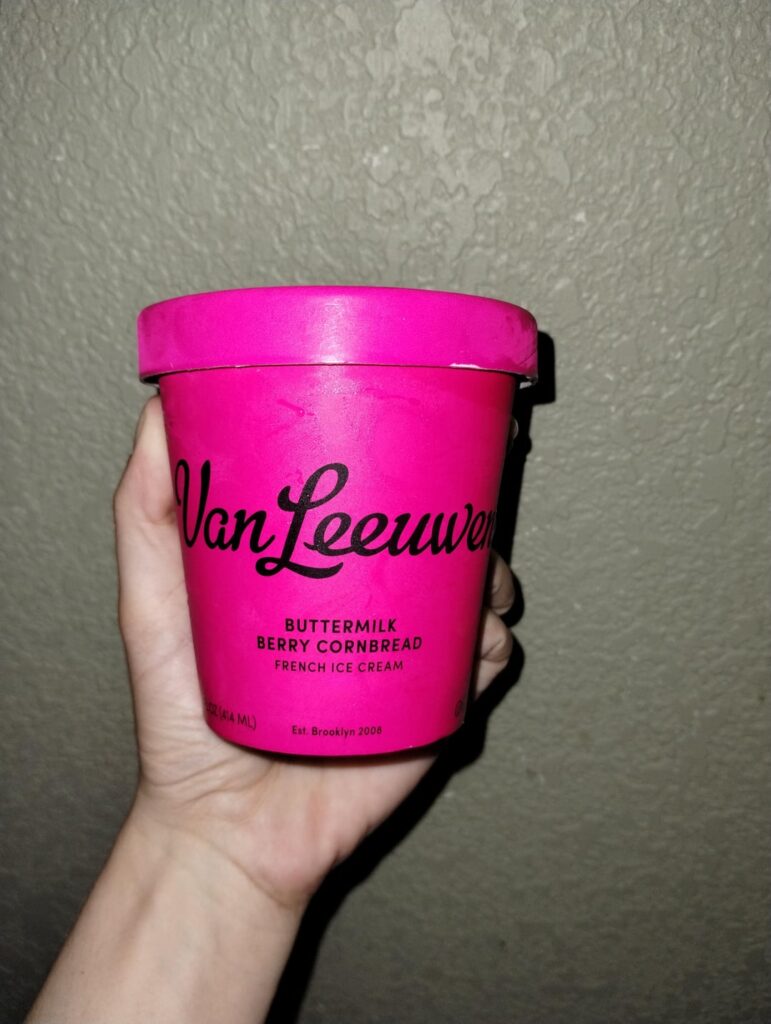 Van Leeuwen
BUTTERMILK
BERRY CORNBREAD
FRENCH ICE CREAM
(414 ML)
Est. Brooklyn 2008